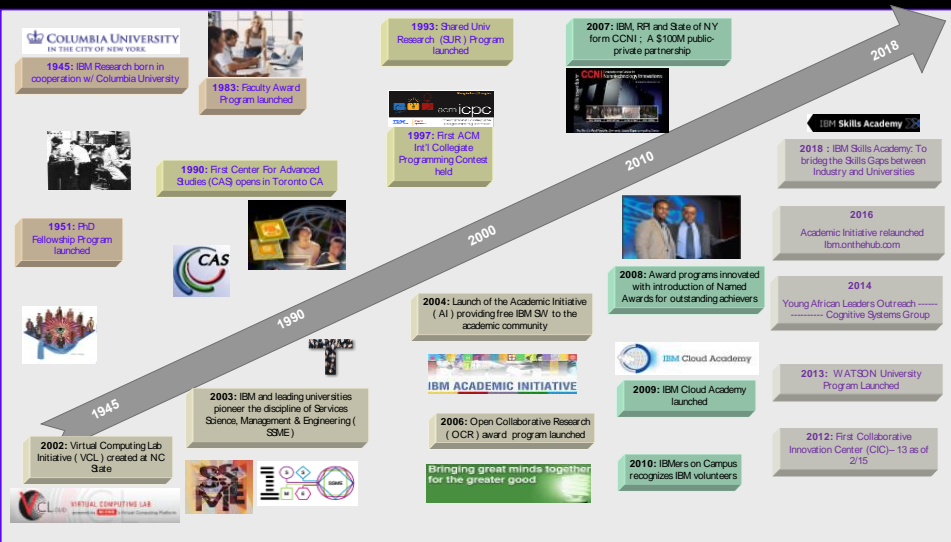 COLUMBIA UNIVERSITY
IN THE CITY OF NEW YORK
1945: IBM Research born in
cooperation w/ Columbia University
1983: Faculty Award
Program launched
1993: Shared Univ
Research (SUR) Program
launched
2007: IBM, RPI and State of NY
form CCNI ; A $100M public-
private partnership
2018
CCNI
acm icpc
IBM
1997: First ACM
Int'l Collegiate
Programming Contest
held
1990: First Center For Advanced
Studies (CAS) opens in Toronto CA
2010
IBM Skills Academy
2018 : IBM Skills Academy: To
brideg the Skills Gaps between
Industry and Universities
1951: PhD
Fellowship Program
launched
CAS
2000
2016
Academic Initiative relaunched
Ibm.onthehub.com
2008: Award programs innovated
with introduction of Named
Awards for outstanding achievers
2014
Young African Leaders Outreach ------
--------------- Cognitive Systems Group
1990
2004: Launch of the Academic Initiative
( AI ) providing free IBM SW to the
academic community
IBM ACADEMIC INITIATIVE
IBM Cloud Academy
2009: IBM Cloud Academy
launched
2013: WATSON University
Program Launched
1945
2003: IBM and leading universities
pioneer the discipline of Services
Science, Management & Engineering (
SSME )
2006: Open Collaborative Research
( OCR ) award program launched
2012: First Collaborative
Innovation Center (CIC)– 13 as of
2/15
2002: Virtual Computing Lab
Initiative ( VCL ) created at NC
State
SSME
SSME
Bringing great minds together
for the greater good
2010: IBMers on Campus
recognizes IBM volunteers
VCL
VIRTUAL COMPUTING LAB